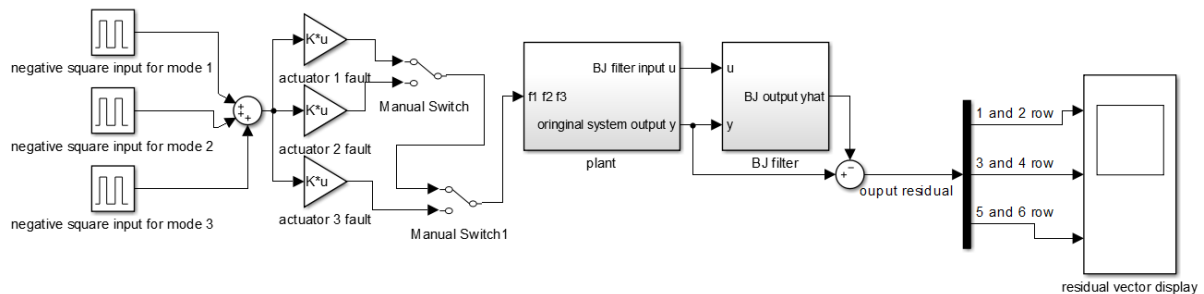 negative square input for mode 1
negative square input for mode 2
negative square input for mode 3
K*u
actuator 1 fault
K*u
actuator 2 fault
K*u
actuator 3 fault
Manual Switch
Manual Switch1
f1 f2 f3
BJ filter input u
oringinal system output y
plant
u
BJ output yhat
y
BJ filter
ouput residual
1 and 2 row
3 and 4 row
5 and 6 row
residual vector display